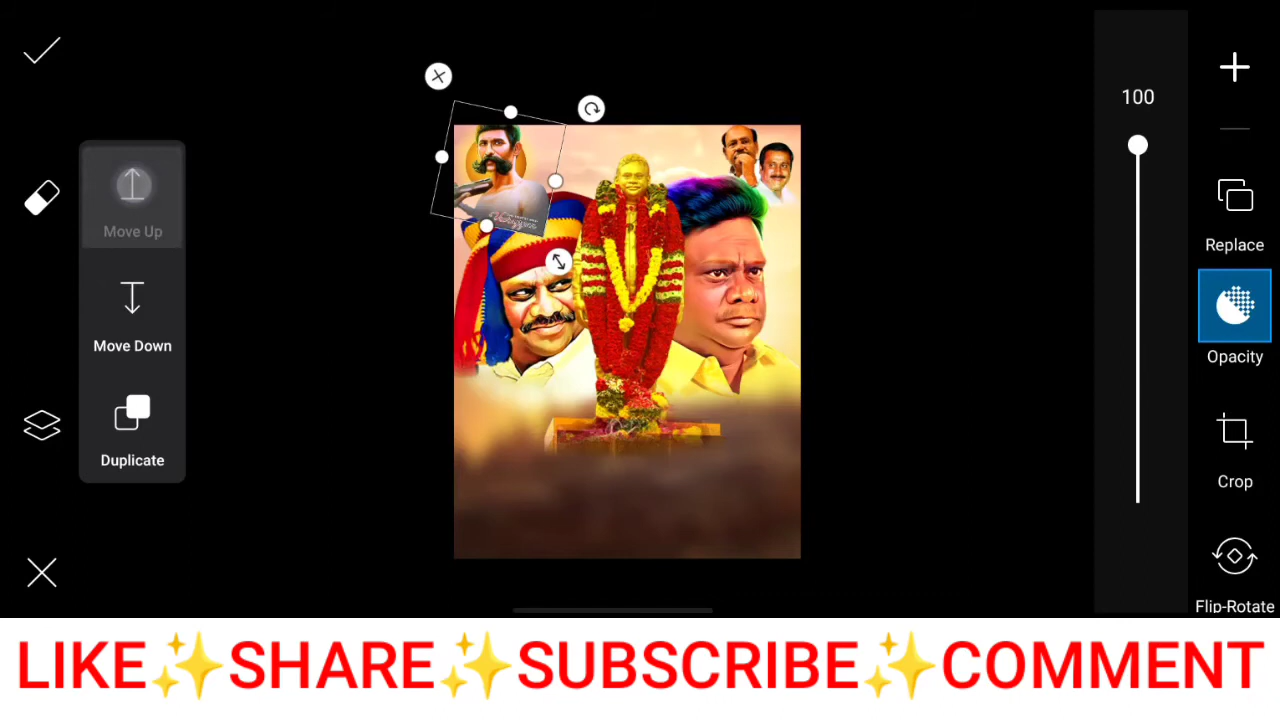 100
Move Up
Replace
Move Down
Opacity
Duplicate
Crop
Flip-Rotate
LIKE✨SHARE✨SUBSCRIBE✨COMMENT